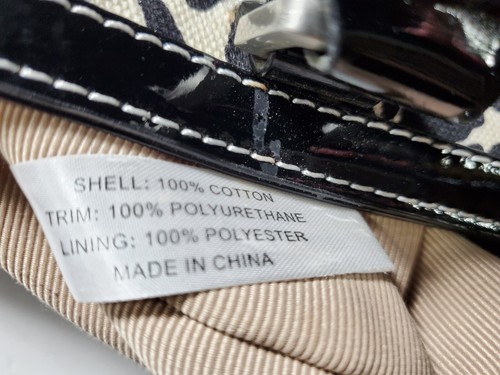 SHELL: 100% COTTON
TRIM: 100% POLYURETHANE
LINING: 100% POLYESTER
MADE IN CHINA